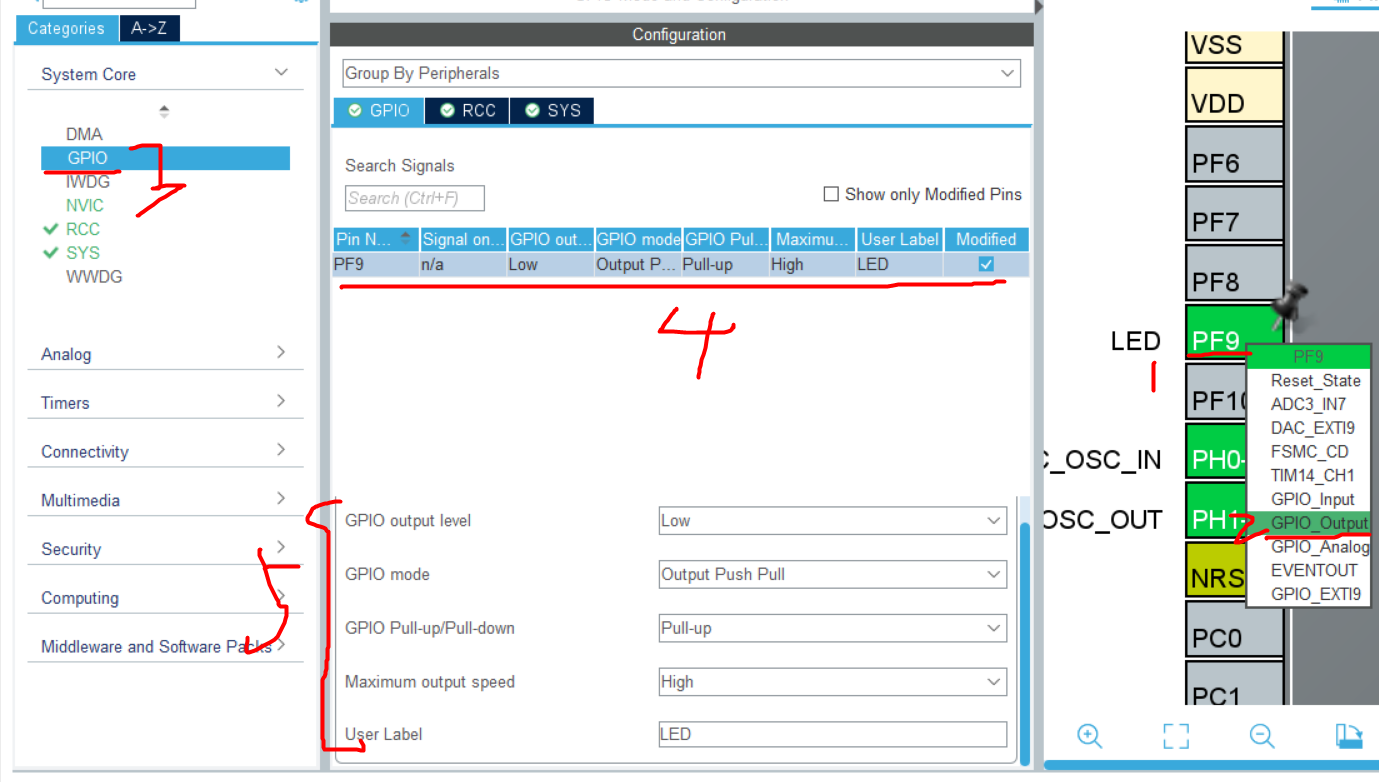 Categories
A->Z
System Core
DMA
GPIO
IWDG
NVIC
RCC
SYS
WWDG
Analog
Timers
Connectivity
Multimedia
Security
Computing
Middleware and Software Packs
3
5
Configuration
Group By Peripherals
GPIO RCC SYS
Search Signals
Search (Ctrl+F)
Show only Modified Pins
Pin N... Signal on... GPIO out... GPIO mode GPIO Pul... Maximu... User Label Modified
PF9 n/a Low Output P... Pull-up High LED
4
GPIO output level Low
GPIO mode Output Push Pull
GPIO Pull-up/Pull-down Pull-up
Maximum output speed High
User Label LED
VSS
VDD
PF6
PF7
PF8
LED PF9
1
PF10
C_OSC_IN PH0-
OSC_OUT PH1-
2
NRS
PC0
PC1
PF9
Reset_State
ADC3_IN7
DAC_EXTI9
FSMC_CD
TIM14_CH1
GPIO_Input
GPIO_Output
GPIO_Analog
EVENTOUT
GPIO_EXTI9